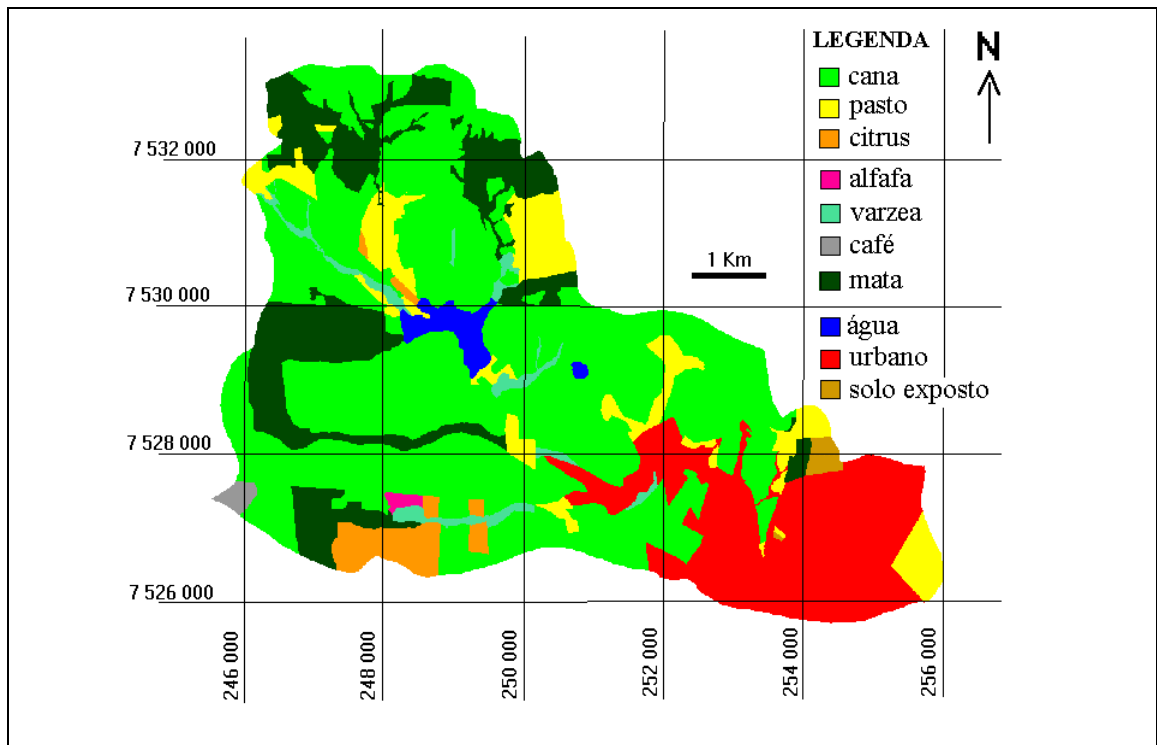 LEGENDA
N
cana
pasto
citrus
alfafa
varzea
café
mata
água
urbano
solo exposto
1 Km
7 532 000
7 530 000
7 528 000
7 526 000
246 000
248 000
250 000
252 000
254 000
256 000